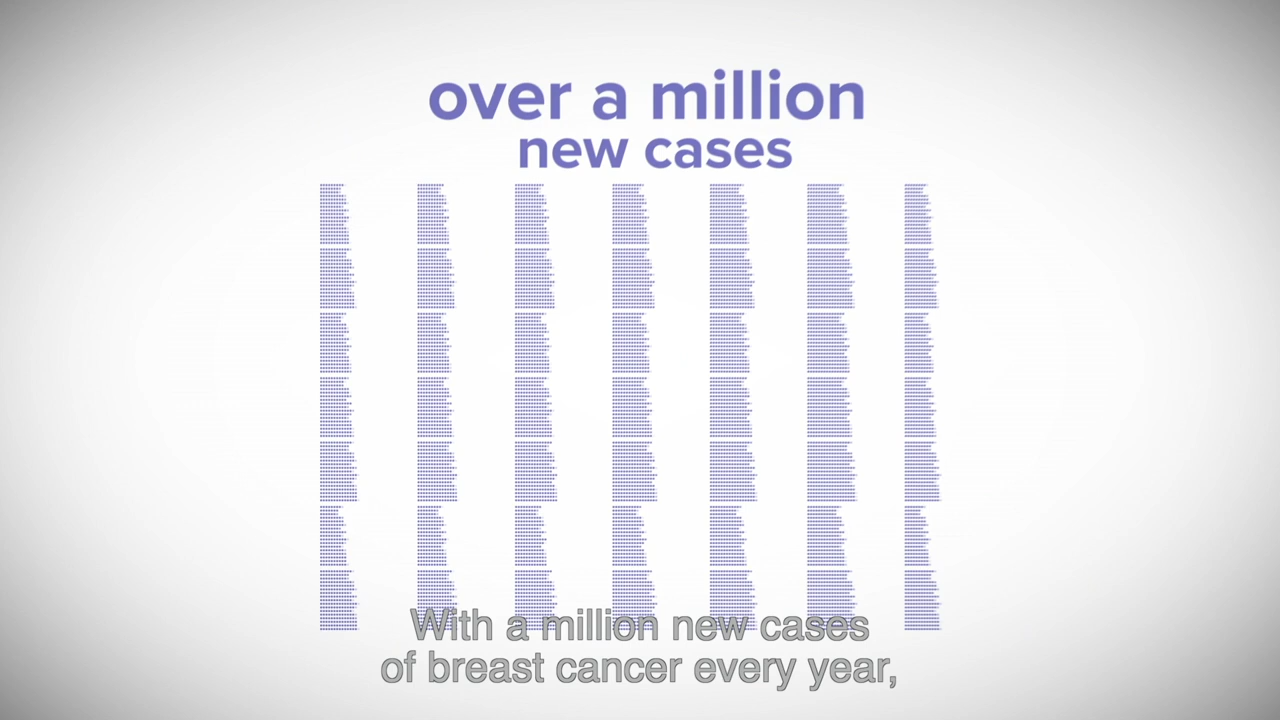 over a million
new cases
With a million new cases
of breast cancer every year,